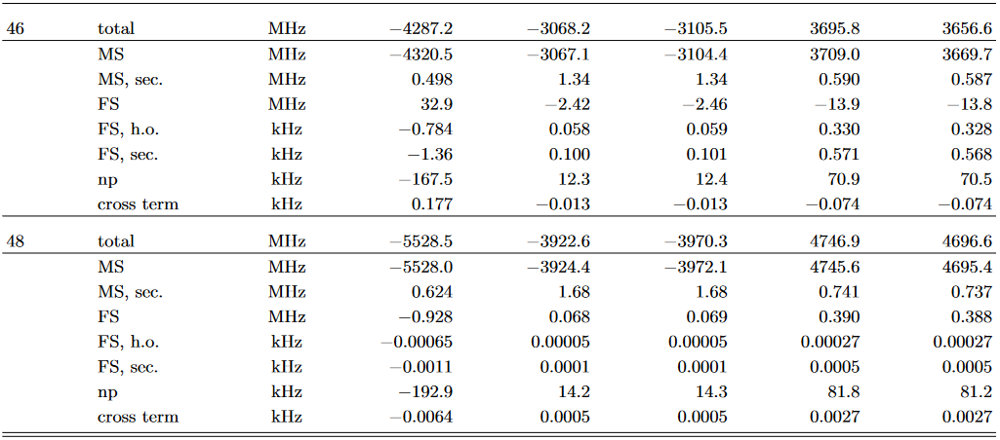 46 total MHz −4287.2 −3068.2 −3105.5 3695.8 3656.6
MS MHz −4320.5 −3067.1 −3104.4 3709.0 3669.7
MS, sec. MHz 0.498 1.34 1.34 0.590 0.587
FS MHz 32.9 −2.42 −2.46 −13.9 −13.8
FS, h.o. kHz −0.784 0.058 0.059 0.330 0.328
FS, sec. kHz −1.36 0.100 0.101 0.571 0.568
np kHz −167.5 12.3 12.4 70.9 70.5
cross term kHz 0.177 −0.013 −0.013 −0.074 −0.074
48 total MHz −5528.5 −3922.6 −3970.3 4746.9 4696.6
MS MHz −5528.0 −3924.4 −3972.1 4745.6 4695.4
MS, sec. MHz 0.624 1.68 1.68 0.741 0.737
FS MHz −0.928 0.068 0.069 0.390 0.388
FS, h.o. kHz −0.00065 0.00005 0.00005 0.00027 0.00027
FS, sec. kHz −0.0011 0.0001 0.0001 0.0005 0.0005
np kHz −192.9 14.2 14.3 81.8 81.2
cross term kHz −0.0064 0.0005 0.0005 0.0027 0.0027